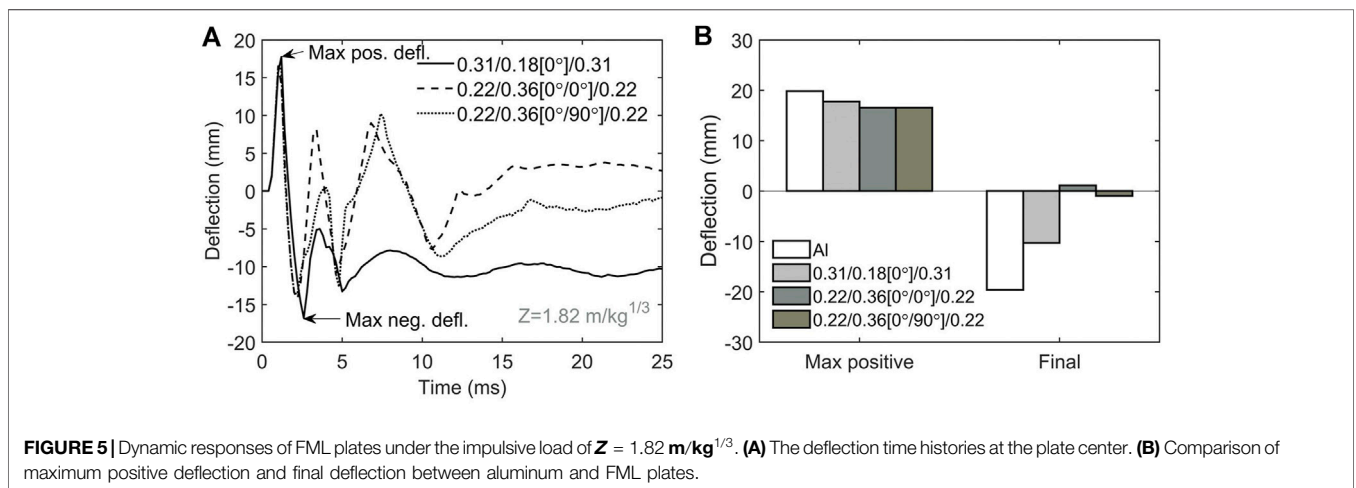 A
20
15
10
5
0
-5
-10
-15
-20
Deflection (mm)
Max pos. defl.
0.31/0.18[0°]/0.31
0.22/0.36[0°/0°]/0.22
0.22/0.36[0°/90°]/0.22
Max neg. defl.
Z=1.82 m/kg^1/3
0 5 10 15 20 25
Time (ms)
B
30
20
10
0
-10
-20
-30
Deflection (mm)
Al
0.31/0.18[0°]/0.31
0.22/0.36[0°/0°]/0.22
0.22/0.36[0°/90°]/0.22
Max positive Final
FIGURE 5 | Dynamic responses of FML plates under the impulsive load of Z = 1.82 m/kg^1/3. (A) The deflection time histories at the plate center. (B) Comparison of
maximum positive deflection and final deflection between aluminum and FML plates.